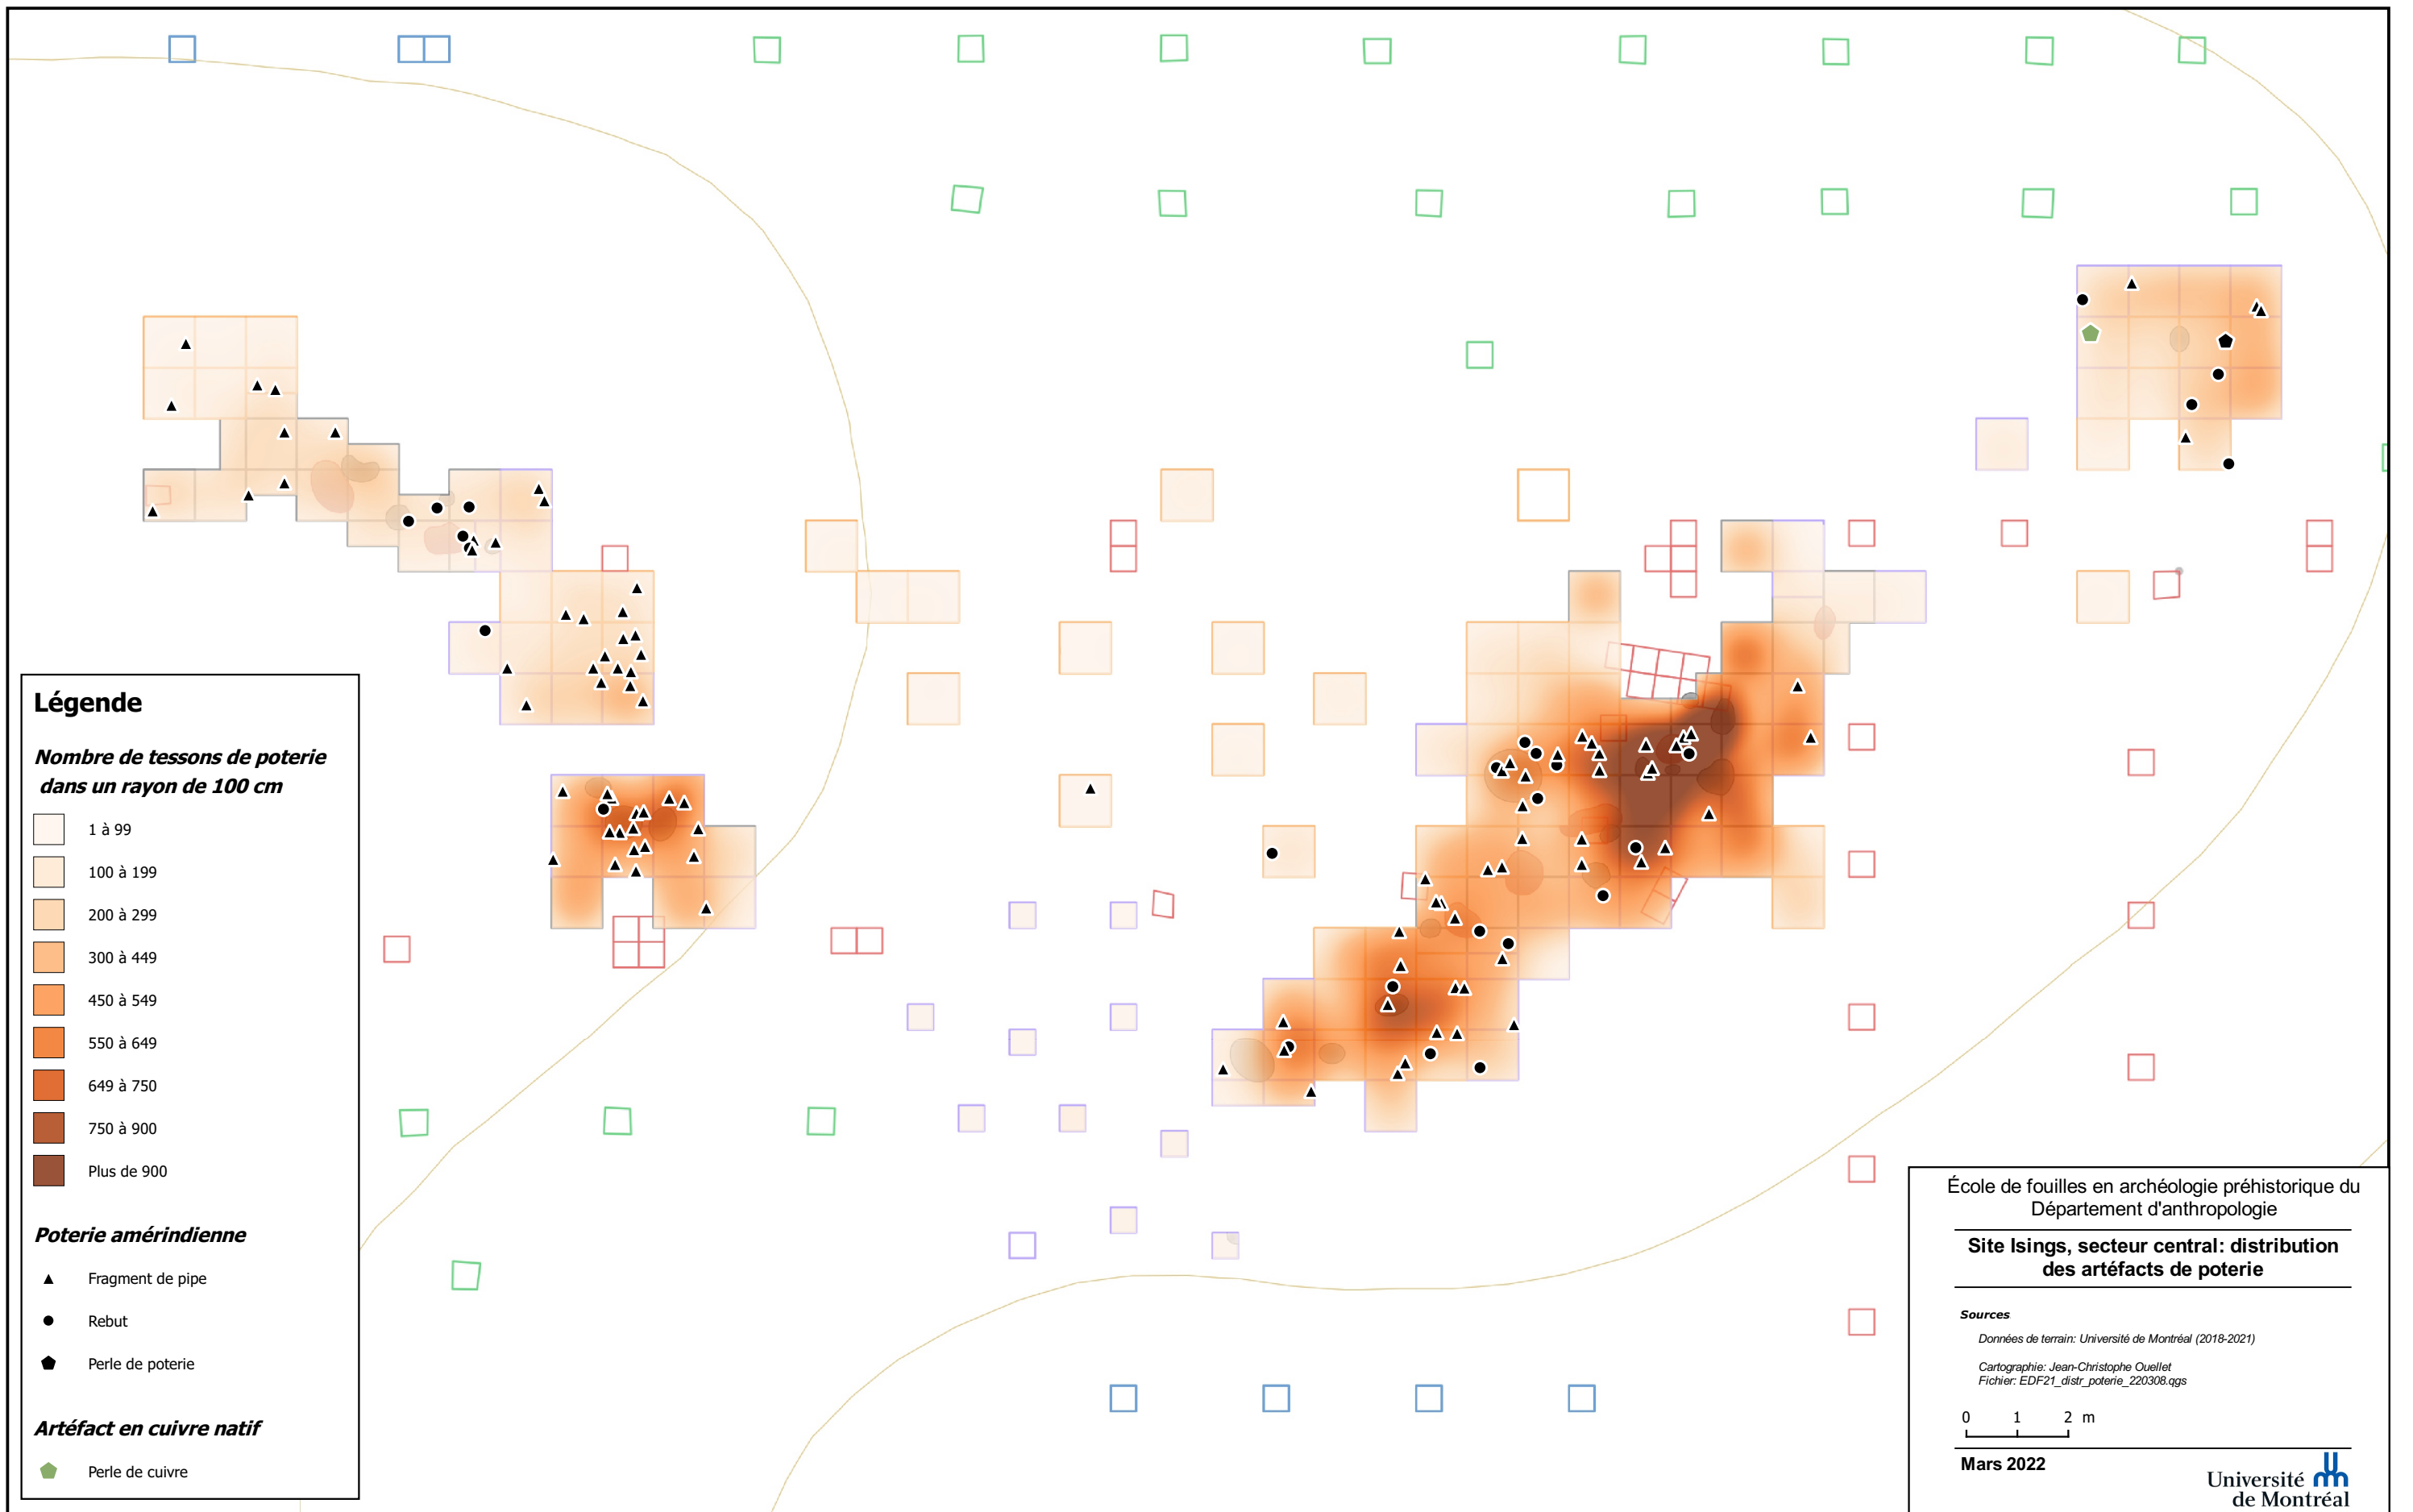 Légende
Nombre de tessons de poterie
dans un rayon de 100 cm
1 à 99
100 à 199
200 à 299
300 à 449
450 à 549
550 à 649
649 à 750
750 à 900
Plus de 900
Poterie amérindienne
Fragment de pipe
Rebut
Perle de poterie
Artéfact en cuivre natif
Perle de cuivre
École de fouilles en archéologie préhistorique du
Département d'anthropologie
Site Isings, secteur central: distribution
des artéfacts de poterie
Sources
Données de terrain: Université de Montréal (2018-2021)
Cartographie: Jean-Christophe Ouellet
Fichier: EDF21_distr_poterie_220308.qgs
0 1 2 m
Mars 2022
Université
de Montréal